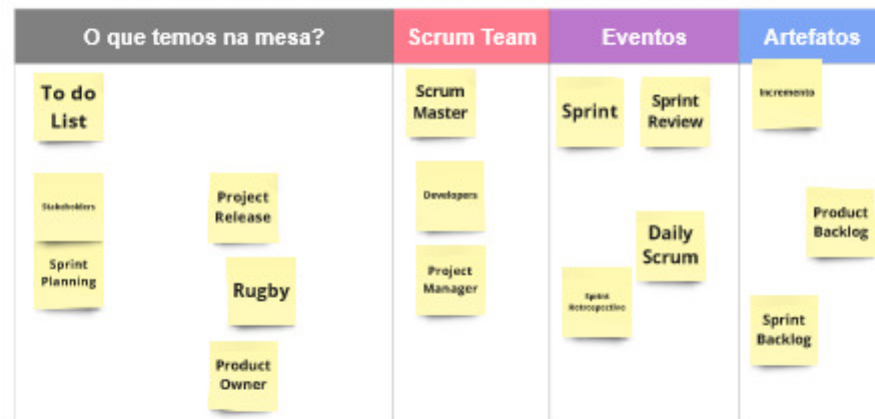 O que temos na mesa?
Scrum Team
Eventos
Artefatos
To do
List
Stakeholders
Sprint
Planning
Project
Release
Rugby
Product
Owner
Scrum
Master
Developers
Project
Manager
Sprint
Sprint
Review
Daily
Scrum
Sprint
Retrospective
Incremento
Product
Backlog
Sprint
Backlog